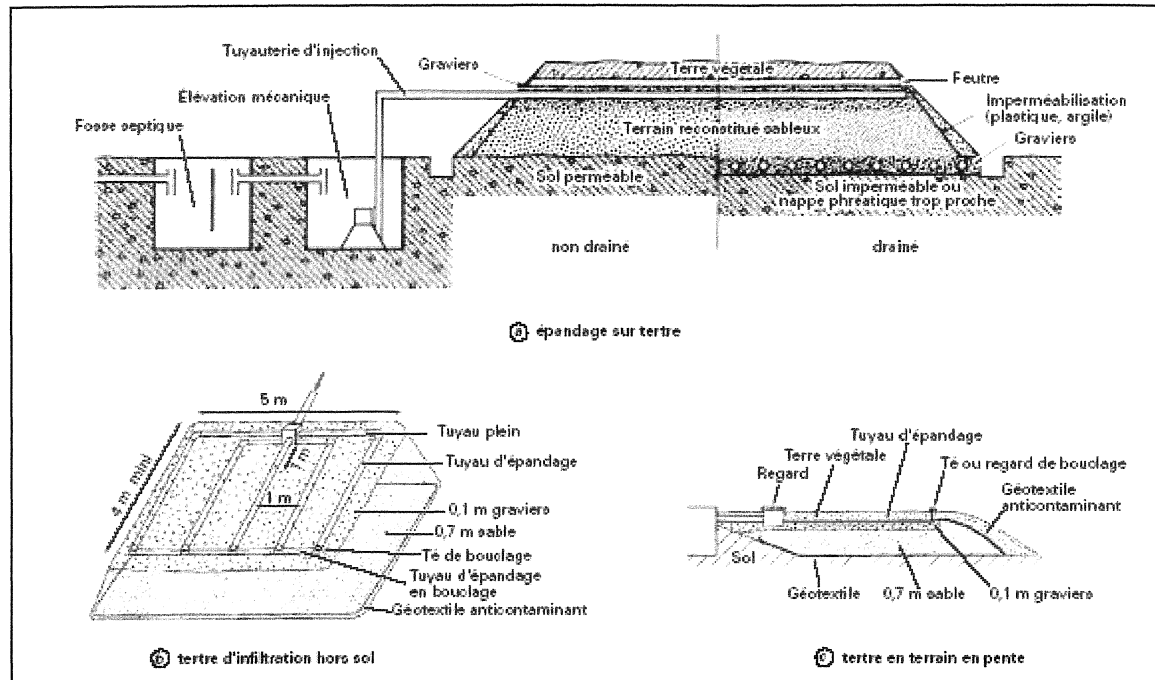 Tuyauterie d'injection
Graviers
Terre végétale
Feutre
Élévation mécanique
Imperméabilisation
(plastique, argile)
Fosse septique
Terrain reconstitué sableux
Graviers
Sol perméable
Sol imperméable ou
nappe phréatique trop proche
non drainé
drainé
a épandage sur tertre
5 m
Tuyau plein
4 m mini
1 m
Tuyau d'épandage
1 m
0,1 m graviers
0,7 m sable
Té de bouclage
Tuyau d'épandage
en bouclage
Géotextile anticontaminant
b tertre d'infiltration hors sol
Tuyau d'épandage
Terre végétale
Té ou regard de bouclage
Regard
Géotextile
anticontaminant
Sol
Géotextile
0,7 m sable
0,1 m graviers
c tertre en terrain en pente